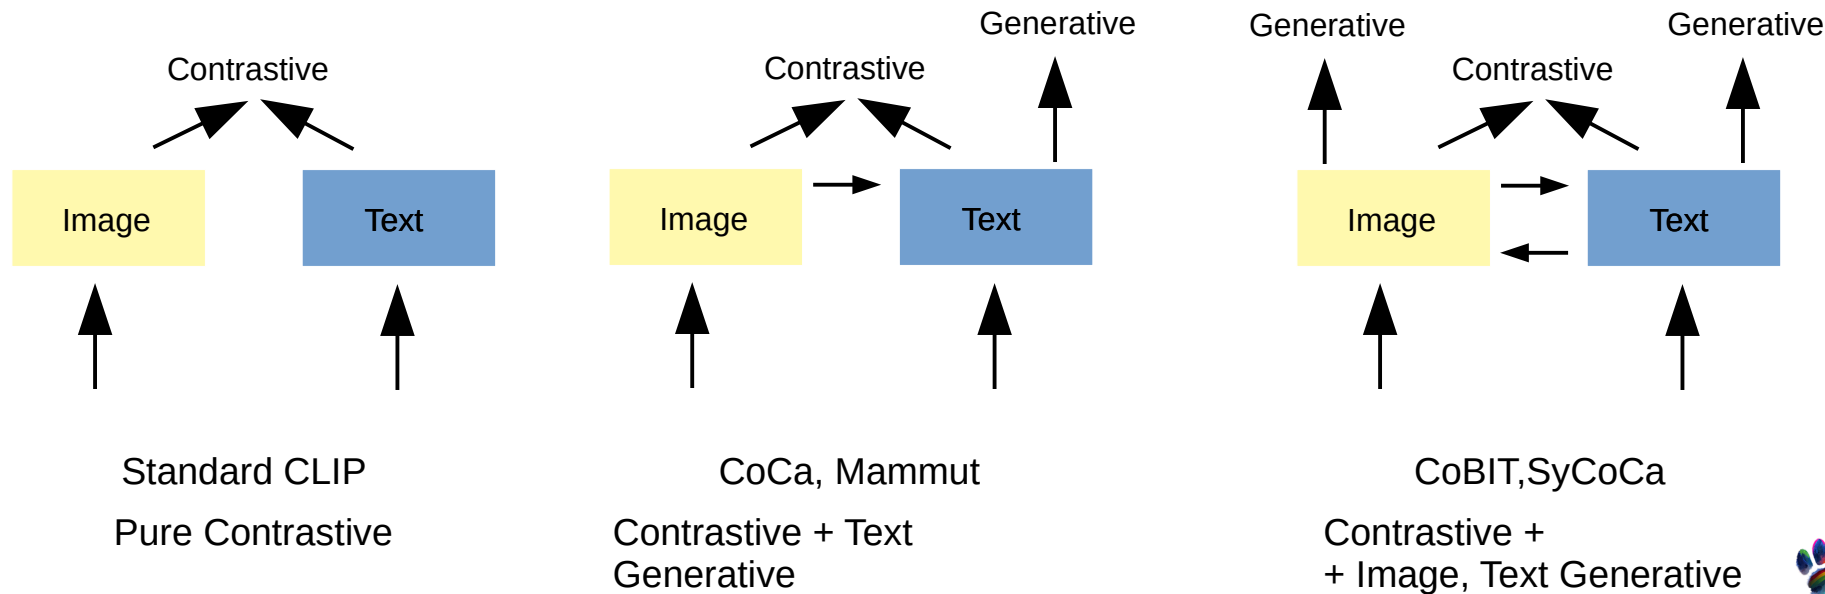 Contrastive
Image
Text
Standard CLIP
Pure Contrastive
Generative
Contrastive
Image
Text
CoCa, Mammut
Contrastive + Text
Generative
Generative
Generative
Contrastive
Image
Text
CoBIT,SyCoCa
Contrastive +
+ Image, Text Generative